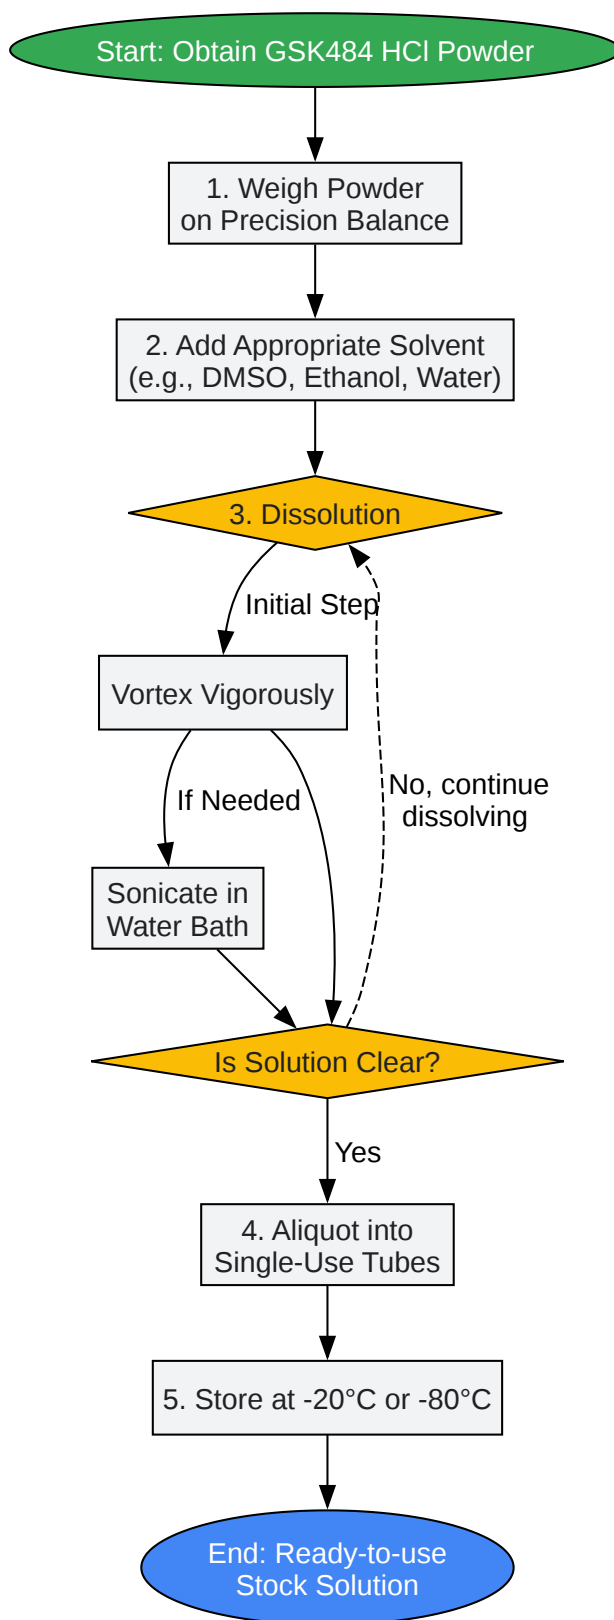 Start: Obtain GSK484 HCl Powder
1. Weigh Powder
on Precision Balance
2. Add Appropriate Solvent
(e.g., DMSO, Ethanol, Water)
3. Dissolution
Initial Step
Vortex Vigorously
If Needed
No, continue
dissolving
Sonicate in
Water Bath
Is Solution Clear?
Yes
4. Aliquot into
Single-Use Tubes
5. Store at -20°C or -80°C
End: Ready-to-use
Stock Solution